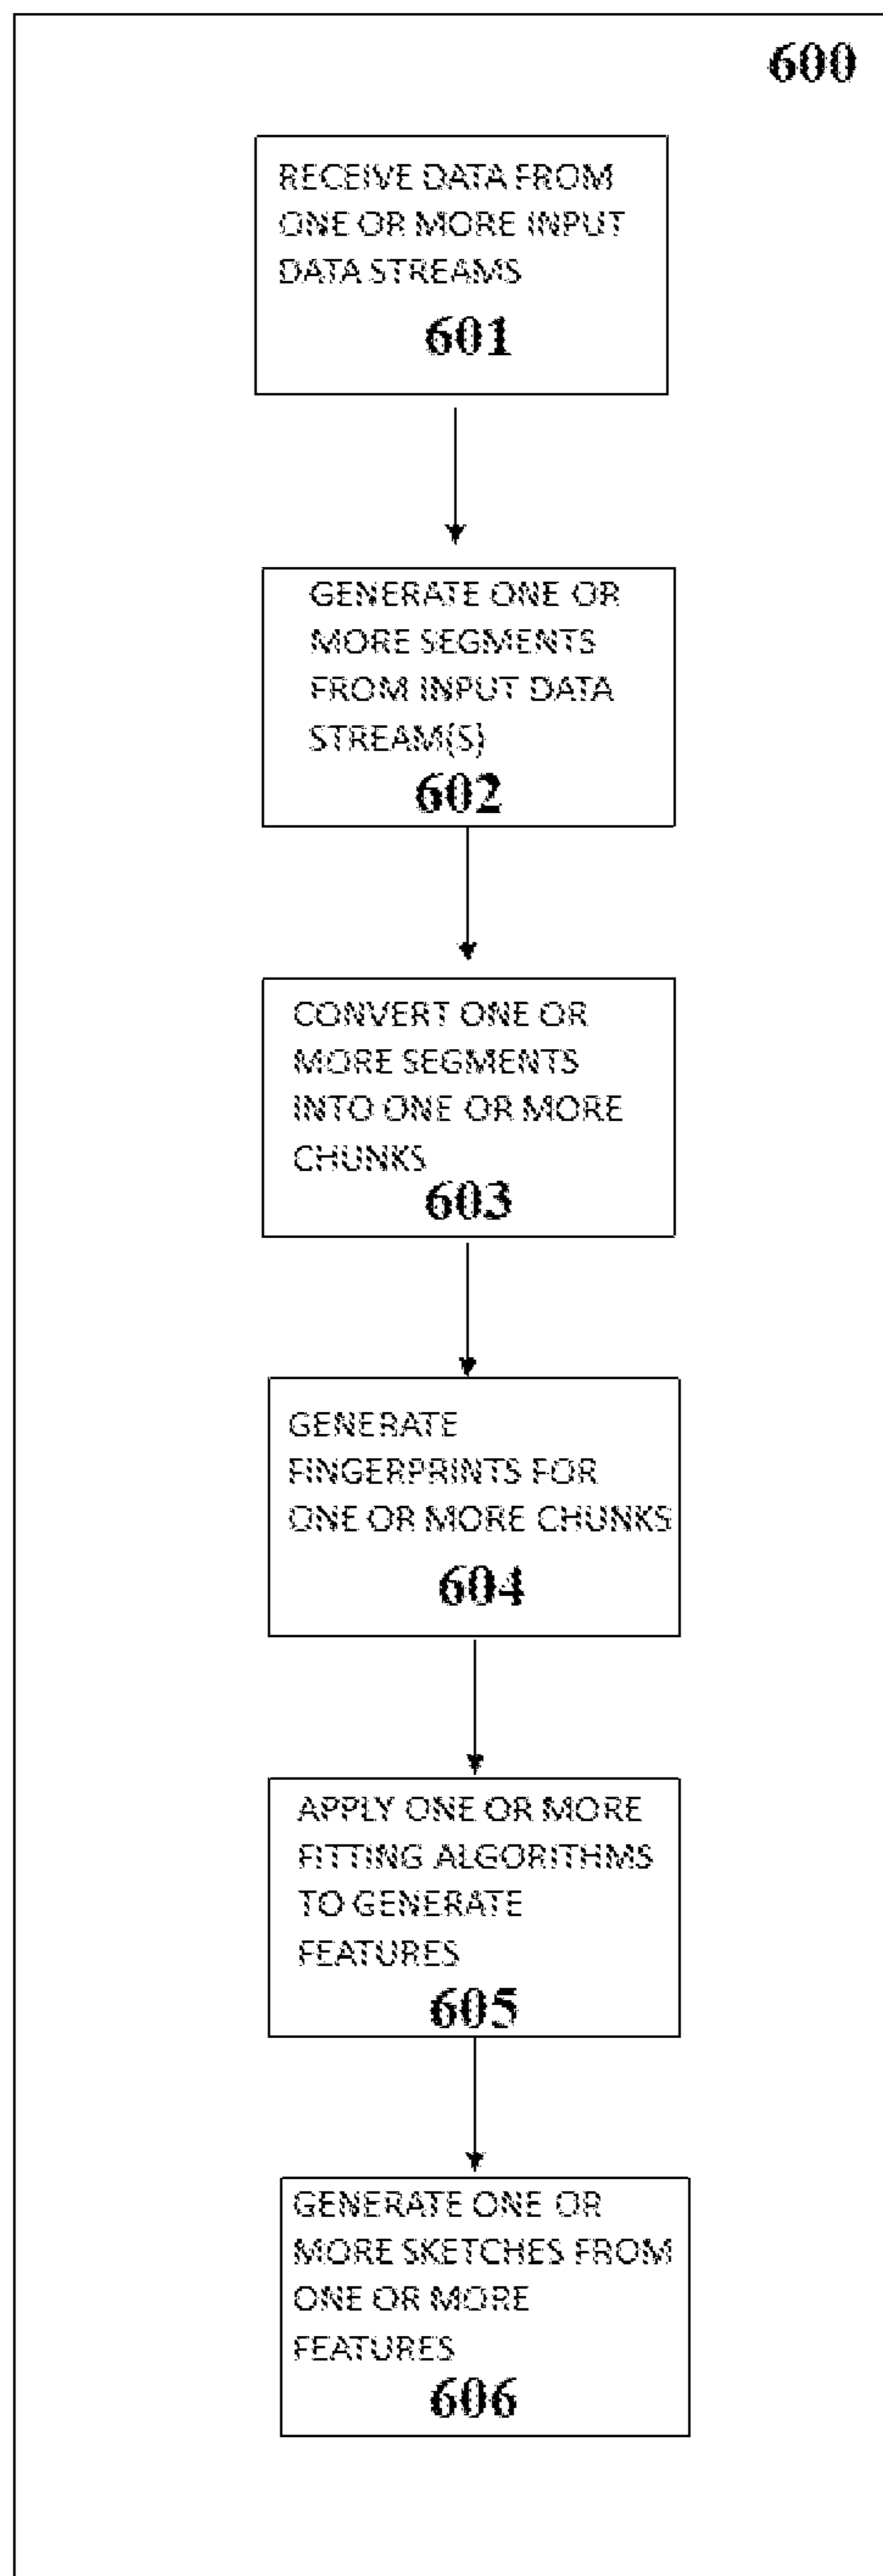 600
RECEIVE DATA FROM
ONE OR MORE INPUT
DATA STREAMS
601
GENERATE ONE OR
MORE SEGMENTS
FROM INPUT DATA
STREAM(S)
602
CONVERT ONE OR
MORE SEGMENTS
INTO ONE OR MORE
CHUNKS
603
GENERATE
FINGERPRINTS FOR
ONE OR MORE CHUNKS
604
APPLY ONE OR MORE
FITTING ALGORITHMS
TO GENERATE
FEATURES
605
GENERATE ONE OR
MORE SKETCHES FROM
ONE OR MORE
FEATURES
606